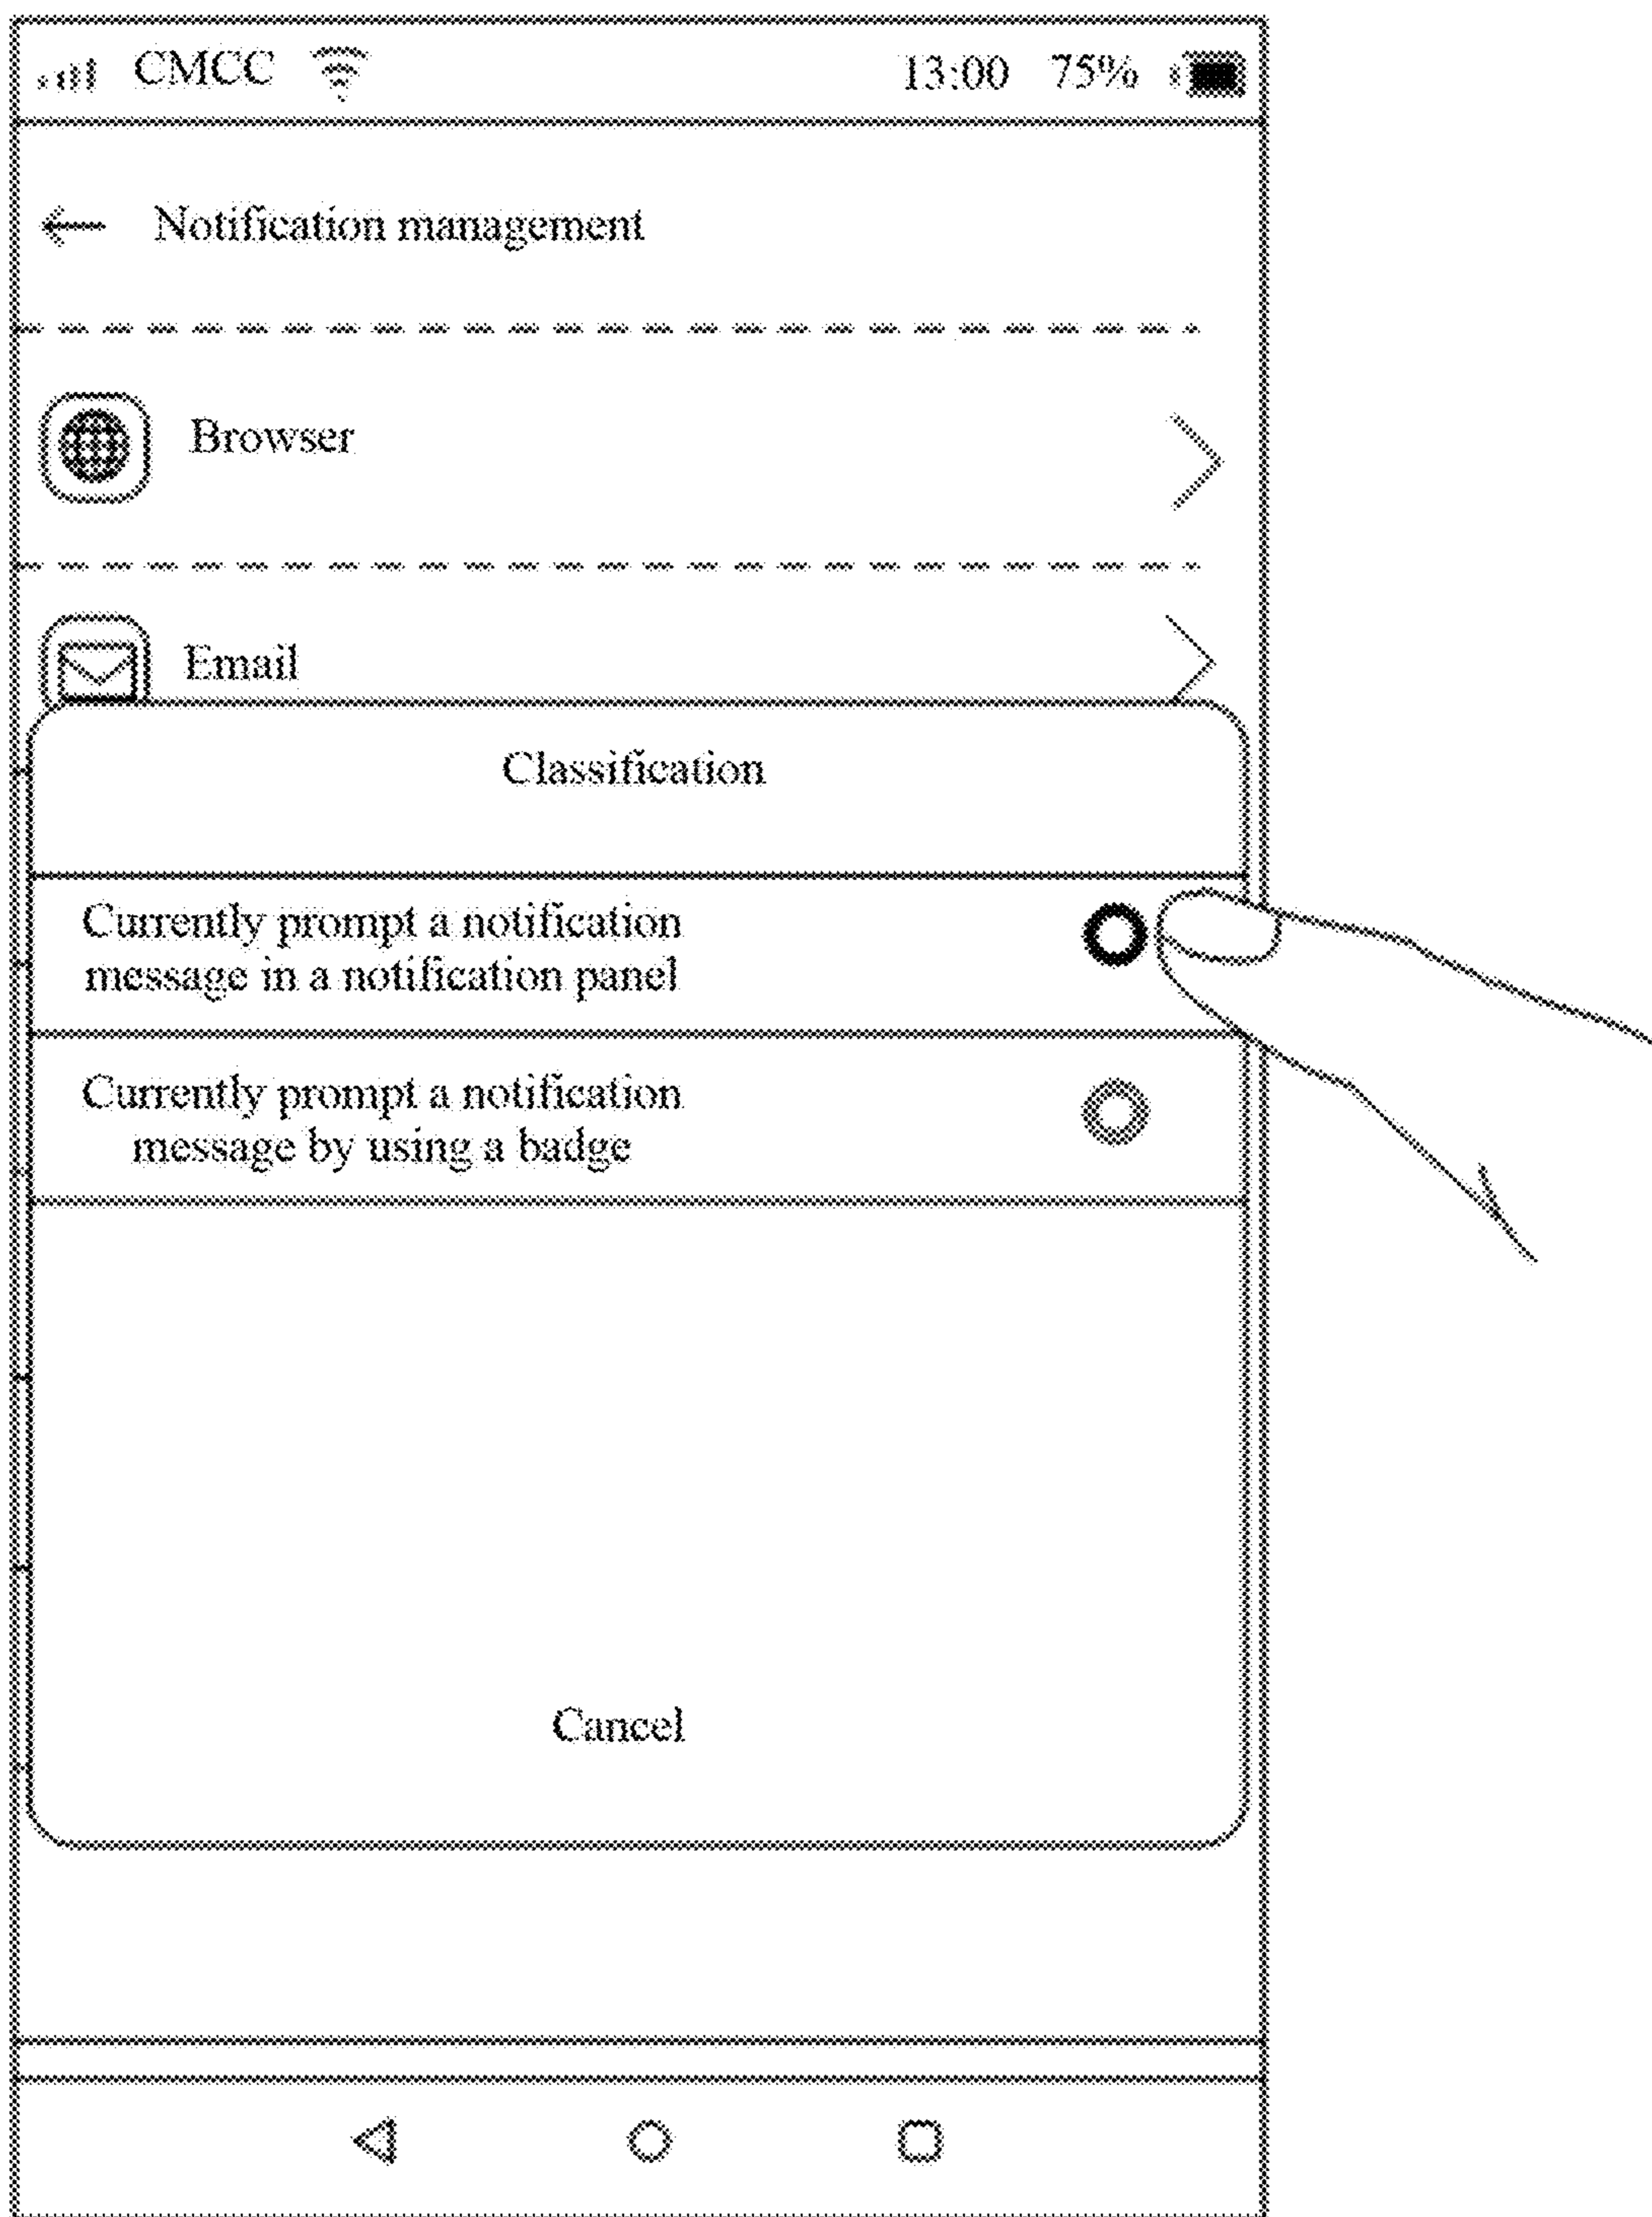 CMCC 13:00 75%
Notification management
Browser
Email
Classification
Currently prompt a notification
message in a notification panel
Currently prompt a notification
message by using a badge
Cancel